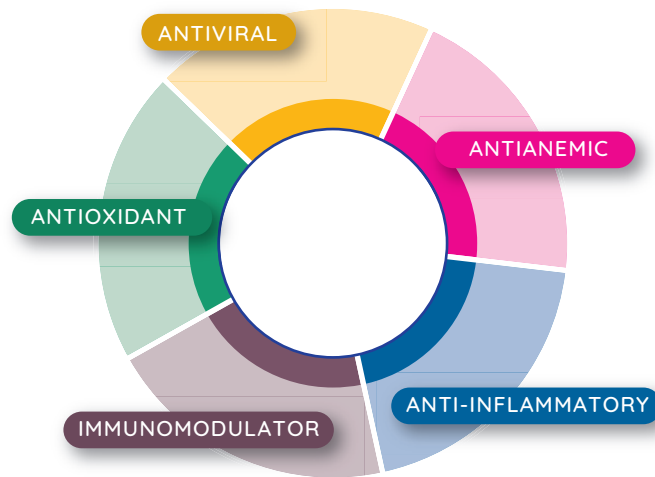 ANTIVIRAL
ANTIANEMIC
ANTIOXIDANT
ANTI-INFLAMMATORY
IMMUNOMODULATOR